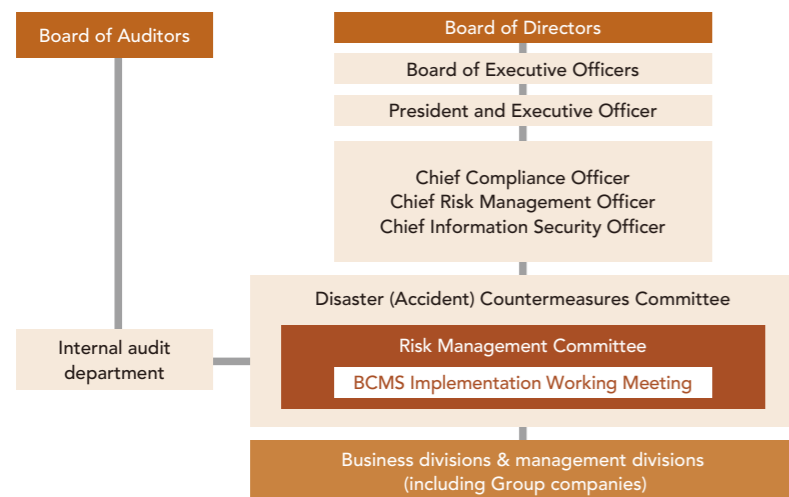 Board of Auditors
Board of Directors
Board of Executive Officers
President and Executive Officer
Chief Compliance Officer
Chief Risk Management Officer
Chief Information Security Officer
Disaster (Accident) Countermeasures Committee
Internal audit
department
Risk Management Committee
BCMS Implementation Working Meeting
Business divisions & management divisions
(including Group companies)